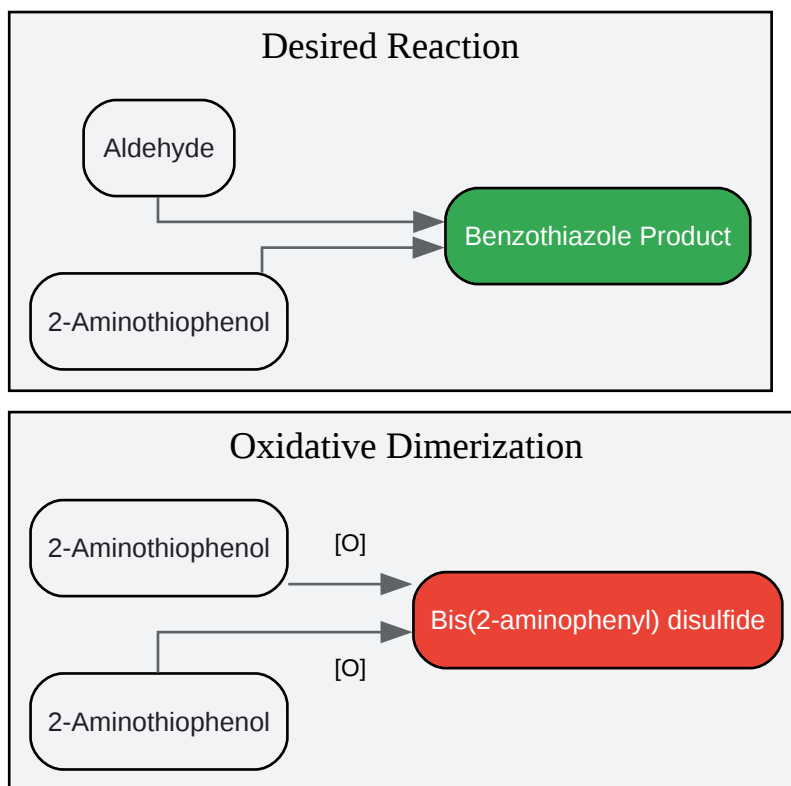 Desired Reaction
Aldehyde
Benzothiazole Product
2-Aminothiophenol
Oxidative Dimerization
2-Aminothiophenol
[O]
Bis(2-aminophenyl) disulfide
[O]
2-Aminothiophenol